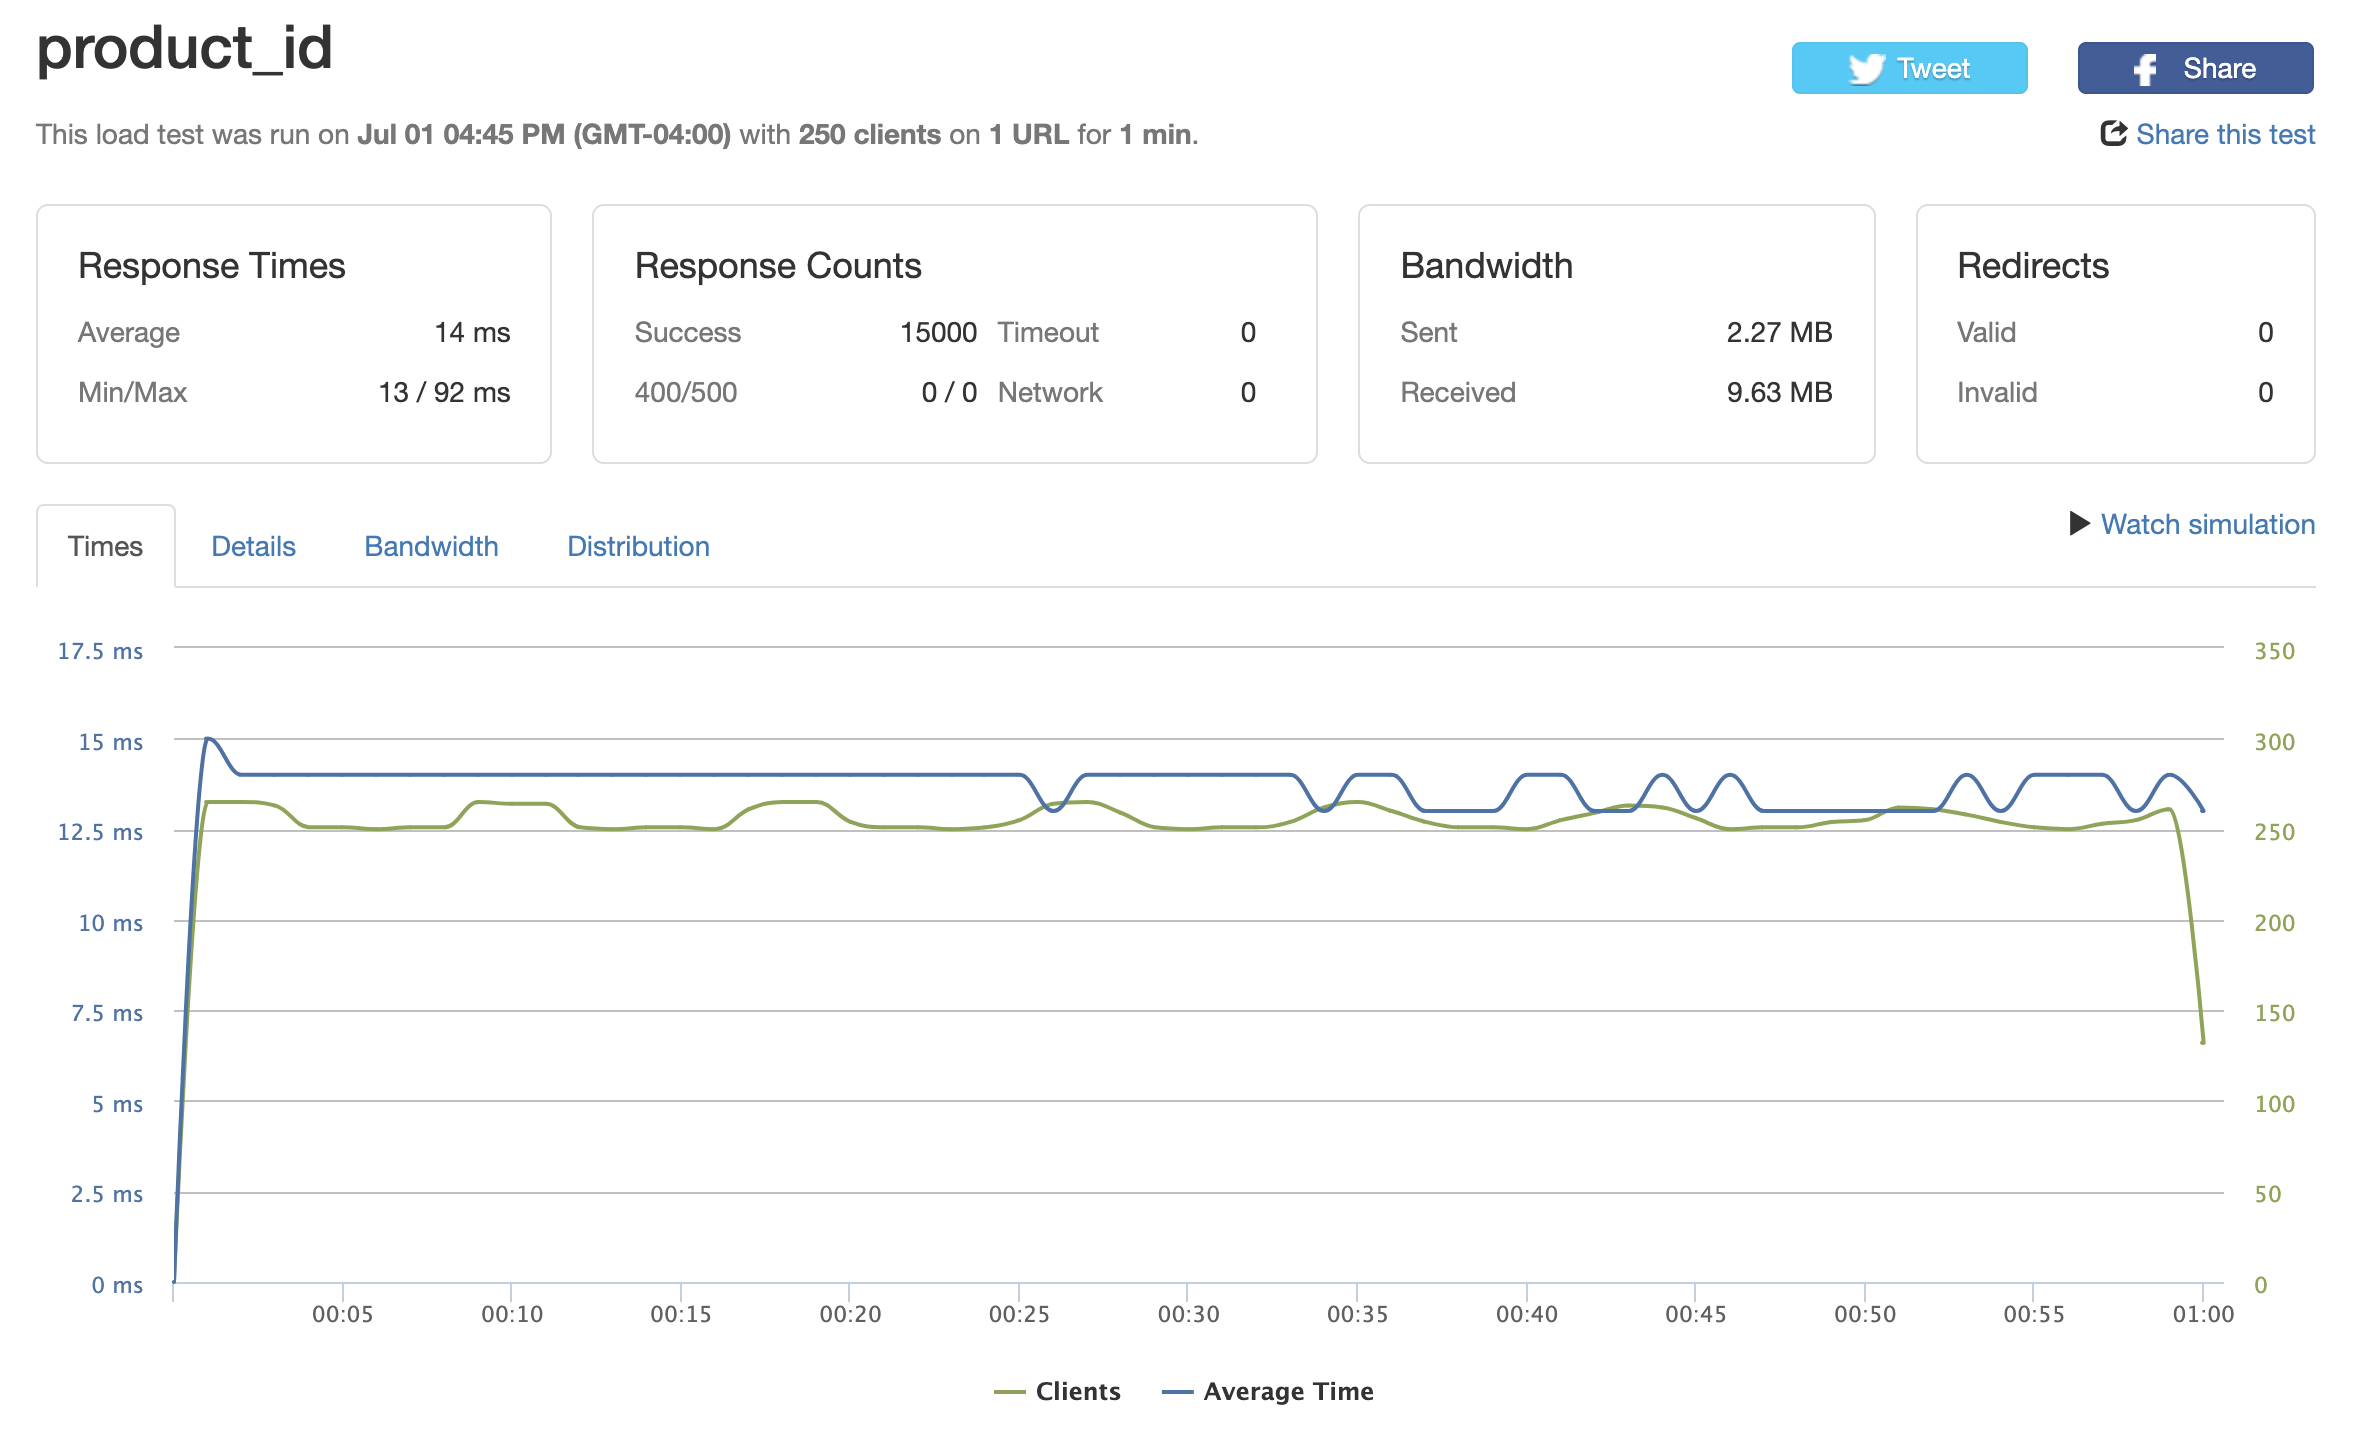 product_id
Tweet
Share
This load test was run on Jul 01 04:45 PM (GMT-04:00) with 250 clients on 1 URL for 1 min.
Share this test
Response Times
Average 14 ms
Min/Max 13 / 92 ms
Response Counts
Success 15000 Timeout 0
400/500 0 / 0 Network 0
Bandwidth
Sent 2.27 MB
Received 9.63 MB
Redirects
Valid 0
Invalid 0
Times Details Bandwidth Distribution
Watch simulation
17.5 ms 350
15 ms 300
12.5 ms 250
10 ms 200
7.5 ms 150
5 ms 100
2.5 ms 50
0 ms 0
00:05 00:10 00:15 00:20 00:25 00:30 00:35 00:40 00:45 00:50 00:55 01:00
Clients Average Time